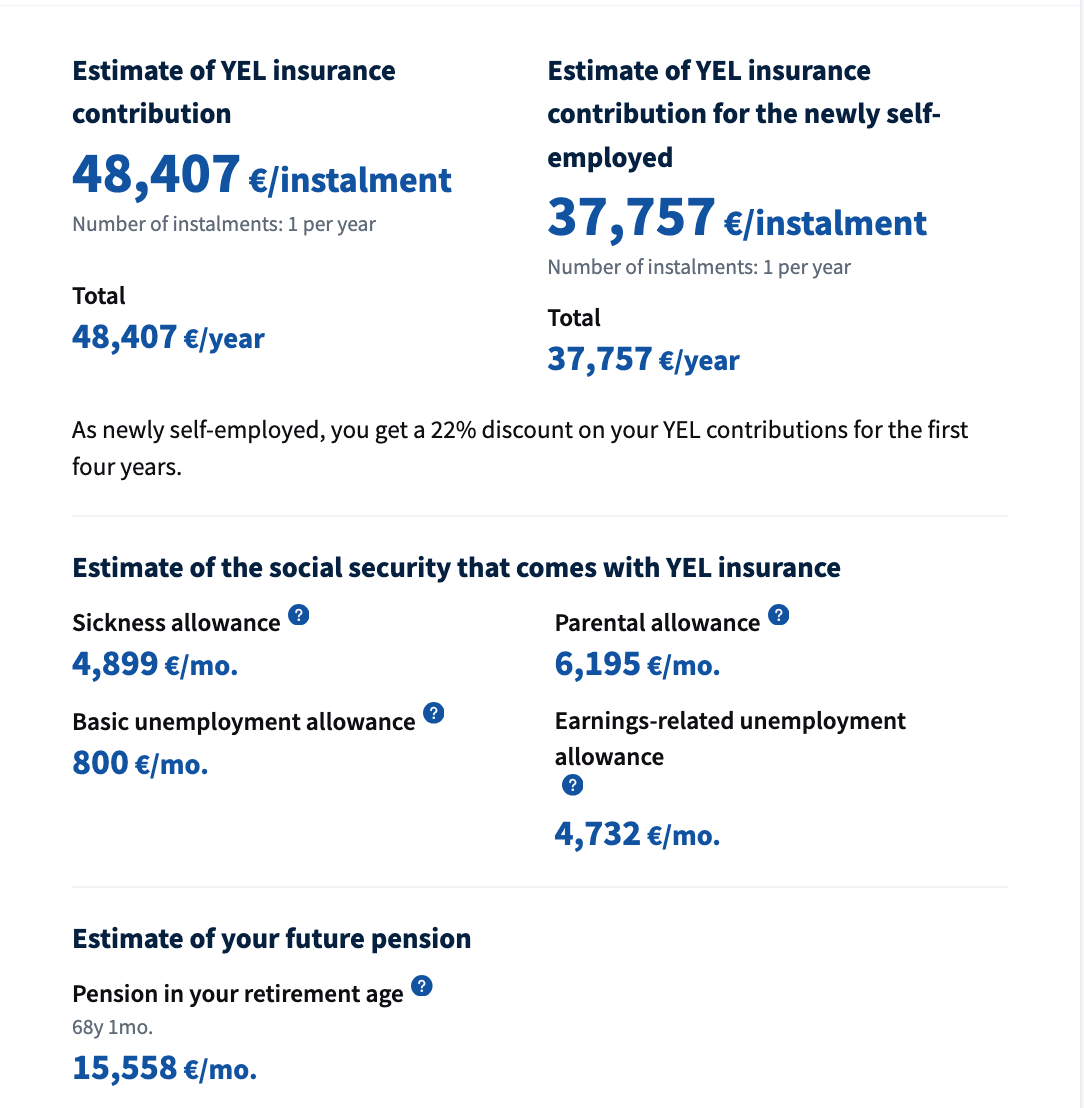 Estimate of YEL insurance
contribution
48,407 €/instalment
Number of instalments: 1 per year
Total
48,407 €/year
Estimate of YEL insurance
contribution for the newly self-
employed
37,757 €/instalment
Number of instalments: 1 per year
Total
37,757 €/year
As newly self-employed, you get a 22% discount on your YEL contributions for the first
four years.
Estimate of the social security that comes with YEL insurance
Sickness allowance ?
4,899 €/mo.
Parental allowance ?
6,195 €/mo.
Basic unemployment allowance ?
800 €/mo.
Earnings-related unemployment
allowance
?
4,732 €/mo.
Estimate of your future pension
Pension in your retirement age ?
68y 1mo.
15,558 €/mo.